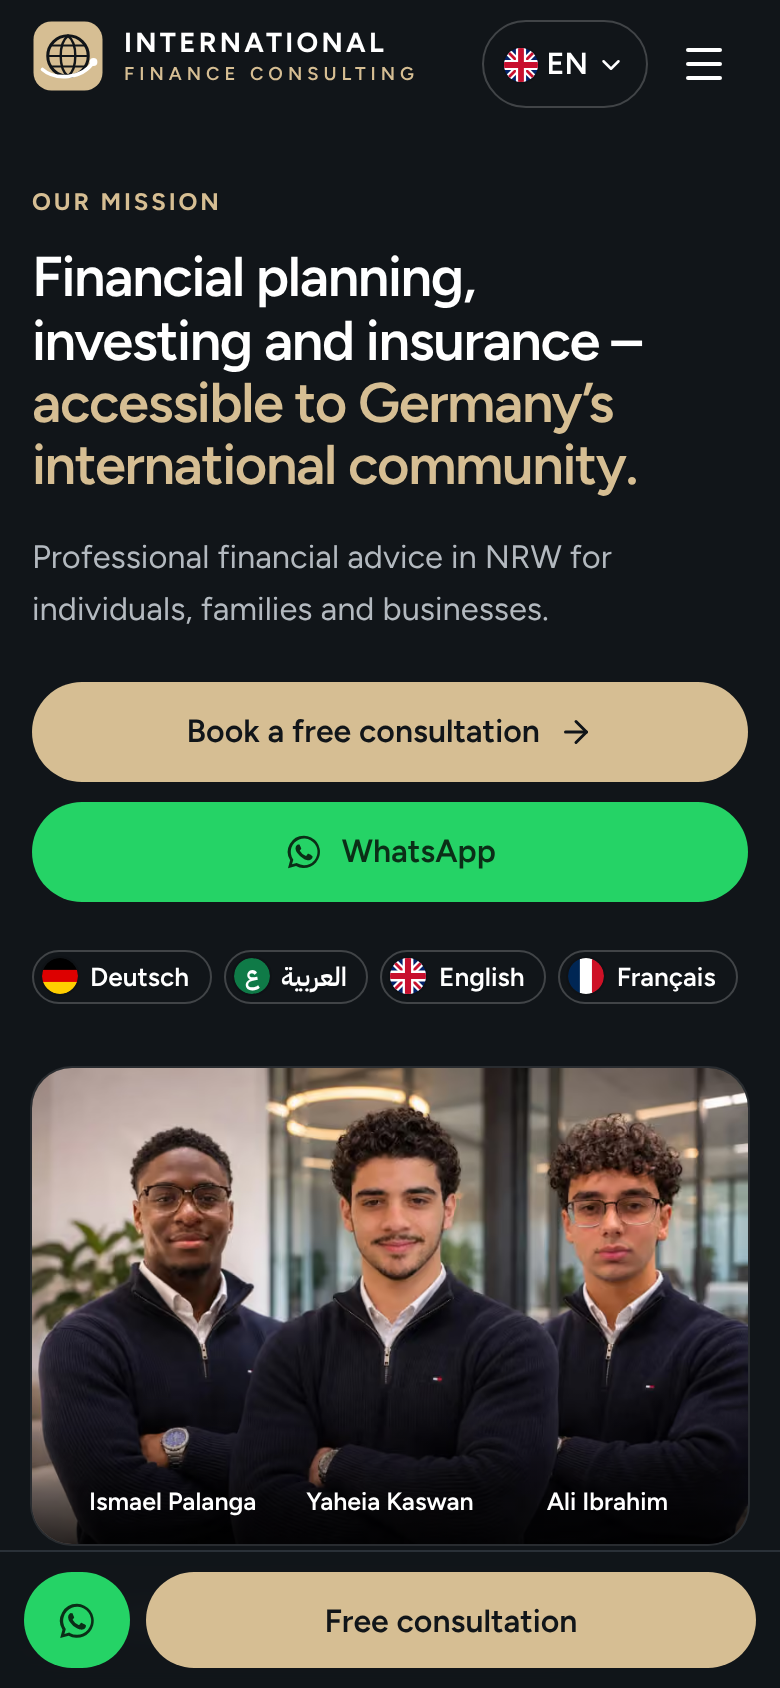 INTERNATIONAL
FINANCE CONSULTING
EN
OUR MISSION
Financial planning,
investing and insurance –
accessible to Germany’s
international community.
Professional financial advice in NRW for
individuals, families and businesses.
Book a free consultation →
WhatsApp
Deutsch
ع العربية
English
Français
Ismael Palanga
Yaheia Kaswan
Ali Ibrahim
Free consultation